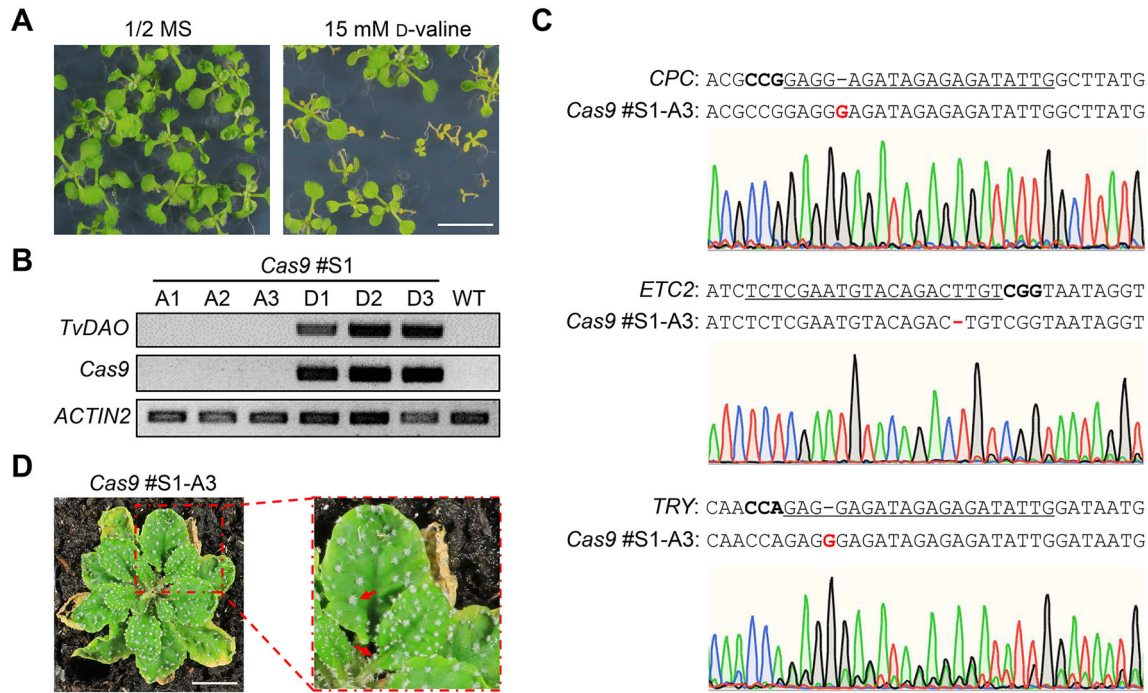 A
1/2 MS
15 mM D-valine
B
Cas9 #S1
A1 A2 A3 D1 D2 D3 WT
TvDAO
Cas9
ACTIN2
D
Cas9 #S1-A3
C
CPC: ACGCCGGAGG-AGATAGAGAGATATTGGCTTATG
Cas9 #S1-A3: ACGCCGGAGGGAGATAGAGAGATATTGGCTTATG
ETC2: ATCTCTCGAATGTACAGACTTGTCGGTAATAGGT
Cas9 #S1-A3: ATCTCTCGAATGTACAGAC-TGTCGGTAATAGGT
TRY: CAACCAGAG-GAGATAGAGAGATATTGGATAATG
Cas9 #S1-A3: CAACCAGAGGGAGATAGAGAGATATTGGATAATG